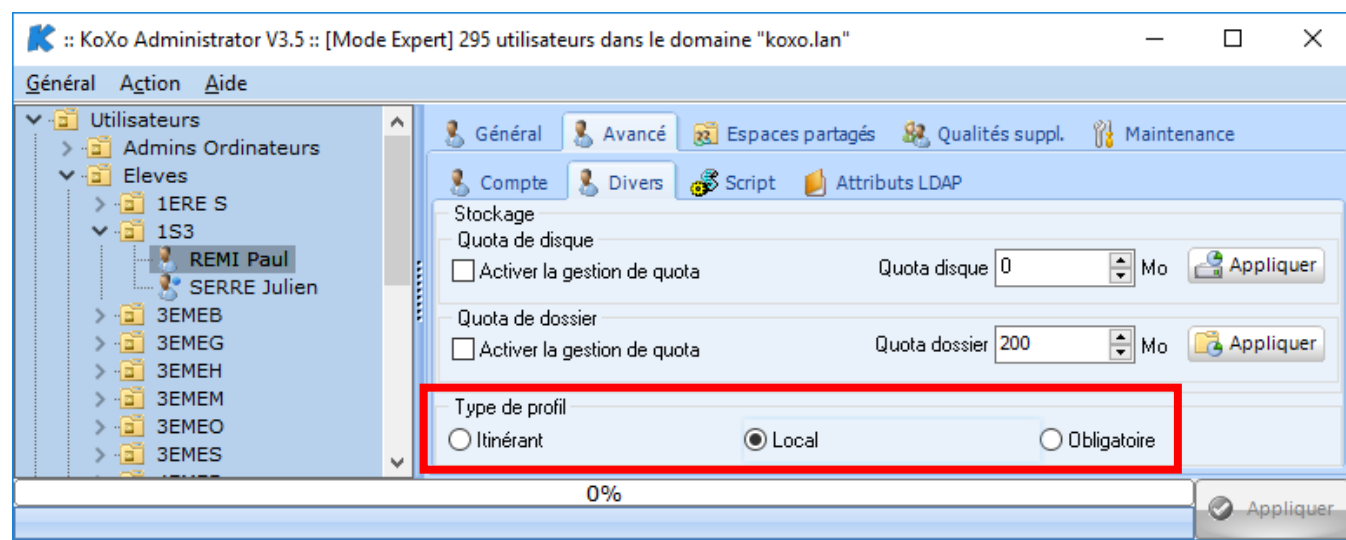 :: KoXo Administrator V3.5 :: [Mode Expert] 295 utilisateurs dans le domaine "koxo.lan"
Général Action Aide
Utilisateurs
Admins Ordinateurs
Eleves
1ERE S
1S3
REMI Paul
SERRE Julien
3EMEB
3EMEG
3EMEH
3EMEM
3EMEO
3EMES
Général Avancé Espaces partagés Qualités suppl. Maintenance
Compte Divers Script Attributs LDAP
Stockage
Quota de disque
Activer la gestion de quota Quota disque 0 Mo Appliquer
Quota de dossier
Activer la gestion de quota Quota dossier 200 Mo Appliquer
Type de profil
Itinérant Local Obligatoire
0%
Appliquer